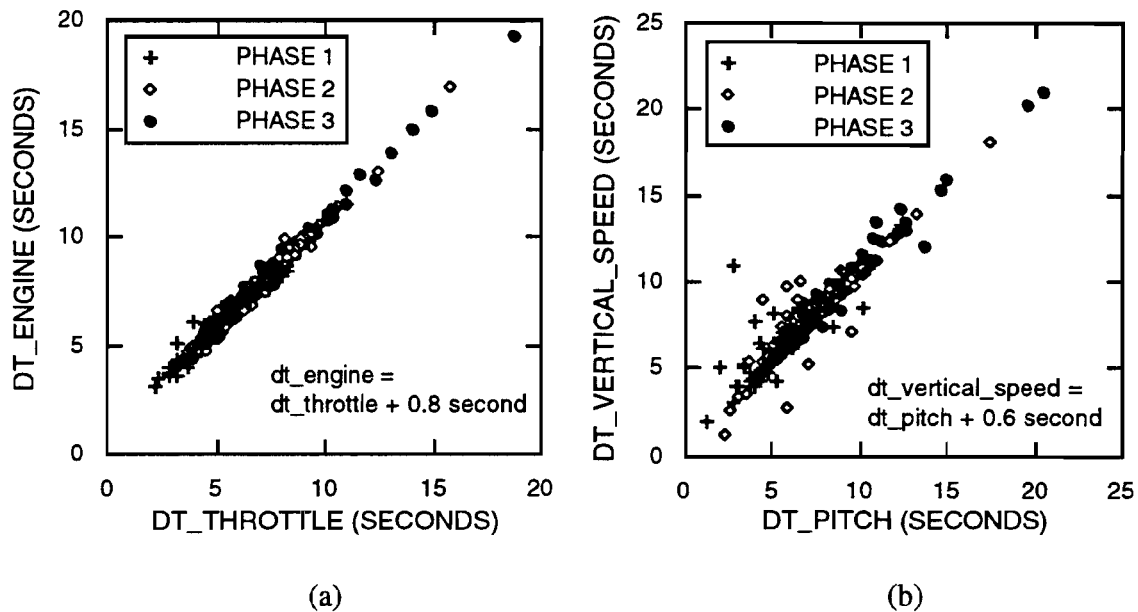 20
15
10
5
0
DT_ENGINE (SECONDS)
PHASE 1
PHASE 2
PHASE 3
dt_engine =
dt_throttle + 0.8 second
0 5 10 15 20
DT_THROTTLE (SECONDS)
(a)
25
20
15
10
5
0
DT_VERTICAL_SPEED (SECONDS)
PHASE 1
PHASE 2
PHASE 3
dt_vertical_speed =
dt_pitch + 0.6 second
0 5 10 15 20 25
DT_PITCH (SECONDS)
(b)